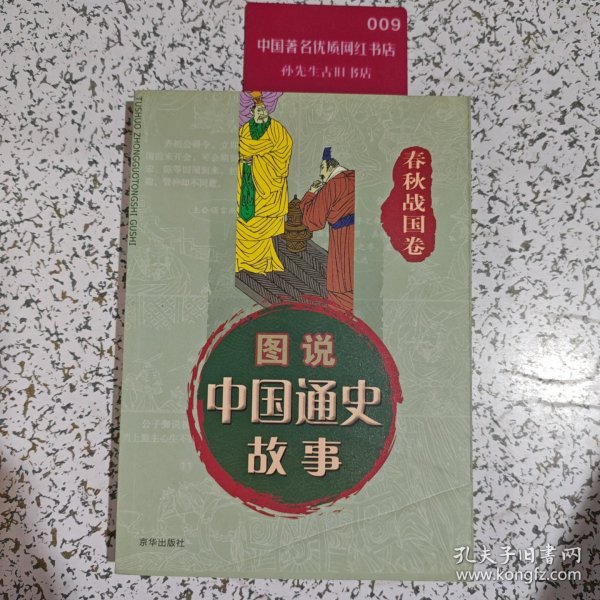 009
中国著名优质网红书店
孙先生古旧书店
TUSHUO ZHONGGUOTONGSHI GUSHI
春秋战国卷
图说
中国通史
故事
京华出版社
孔夫子旧书网
www.kongfz.com